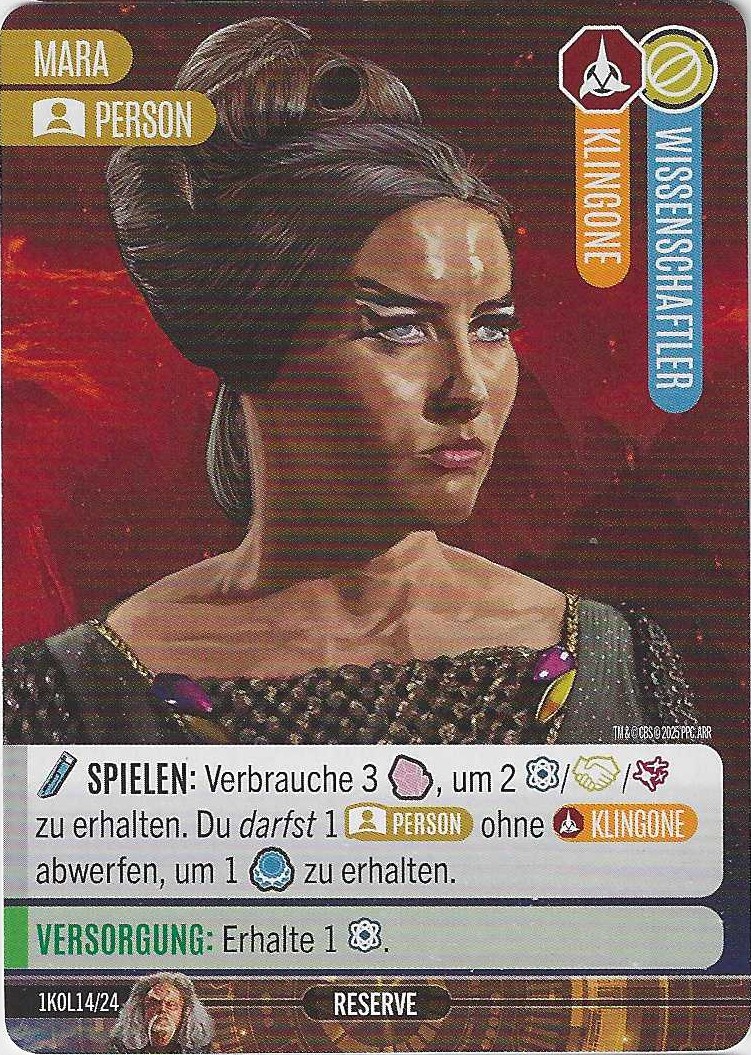 MARA
PERSON
KLINGONE
WISSENSCHAFTLER
TM & © CBS © 2025 PPC. ARR
SPIELEN: Verbrauche 3 , um 2 / /
zu erhalten. Du darfst 1 PERSON ohne KLINGONE
abwerfen, um 1 zu erhalten.
VERSORGUNG: Erhalte 1 .
1KOL14/24
RESERVE